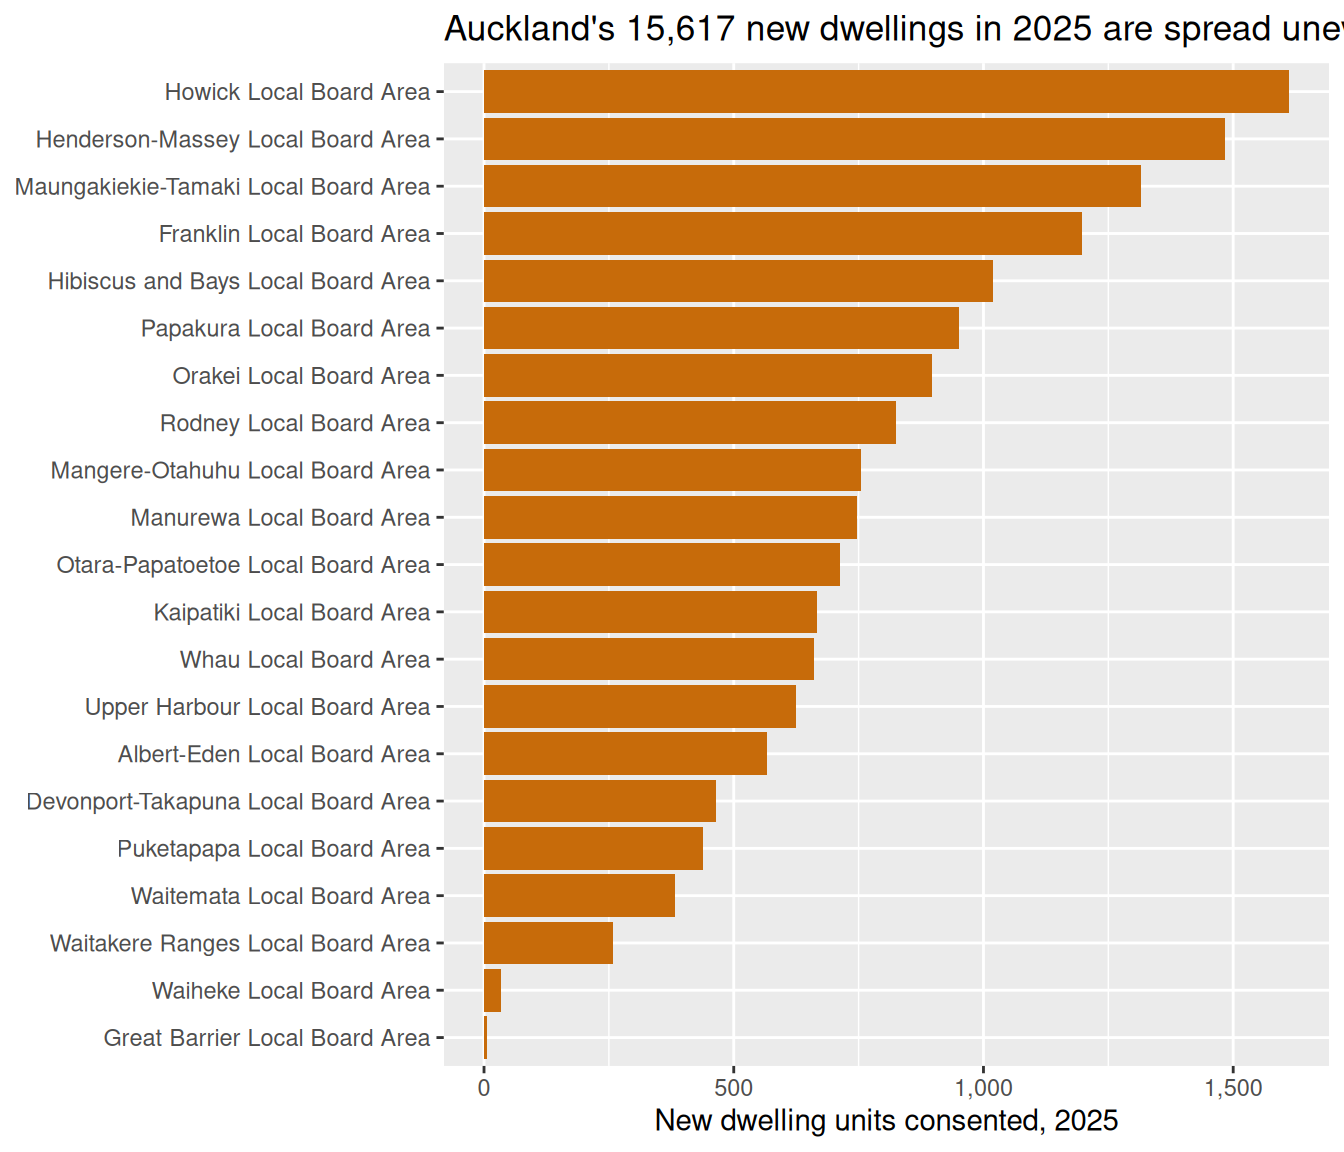 Auckland's 15,617 new dwellings in 2025 are spread
Howick Local Board Area
Henderson-Massey Local Board Area
Maungakiekie-Tamaki Local Board Area
Franklin Local Board Area
Hibiscus and Bays Local Board Area
Papakura Local Board Area
Orakei Local Board Area
Rodney Local Board Area
Mangere-Otahuhu Local Board Area
Manurewa Local Board Area
Otara-Papatoetoe Local Board Area
Kaipatiki Local Board Area
Whau Local Board Area
Upper Harbour Local Board Area
Albert-Eden Local Board Area
Devonport-Takapuna Local Board Area
Puketapapa Local Board Area
Waitemata Local Board Area
Waitakere Ranges Local Board Area
Waiheke Local Board Area
Great Barrier Local Board Area
0 500 1,000 1,500
New dwelling units consented, 2025